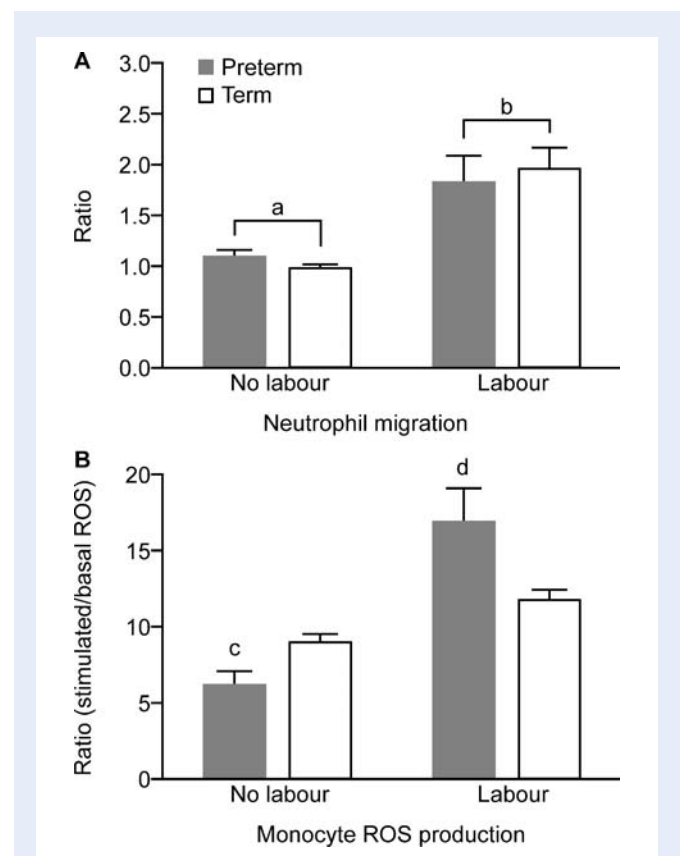 A
Preterm
Term
3.0
2.5
2.0
1.5
1.0
0.5
0.0
Ratio
a
b
No labour Labour
Neutrophil migration
B
20
15
10
5
0
Ratio (stimulated/basal ROS)
c
d
No labour Labour
Monocyte ROS production